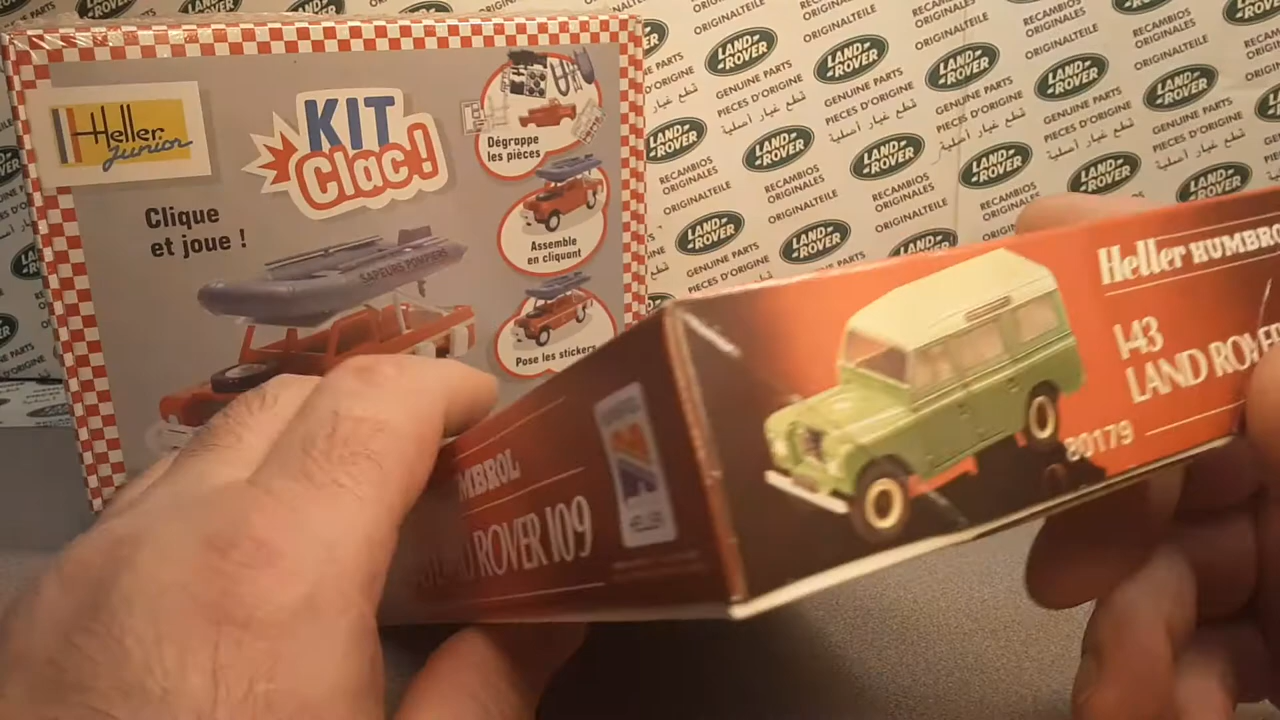 Heller
Junior
KIT
Clac!
Clique
et joue !
Dégrappe
les pièces
Assemble
en cliquant
Pose les stickers
SAPEURS POMPIERS
Heller HUMBRO
1-43
LAND ROVER
80179
MBROL
ROVER 109
LAND ROVER
GENUINE PARTS
PIECES D'ORIGINE
قطع غيار أصلية
RECAMBIOS
ORIGINALES
ORIGINALTEILE